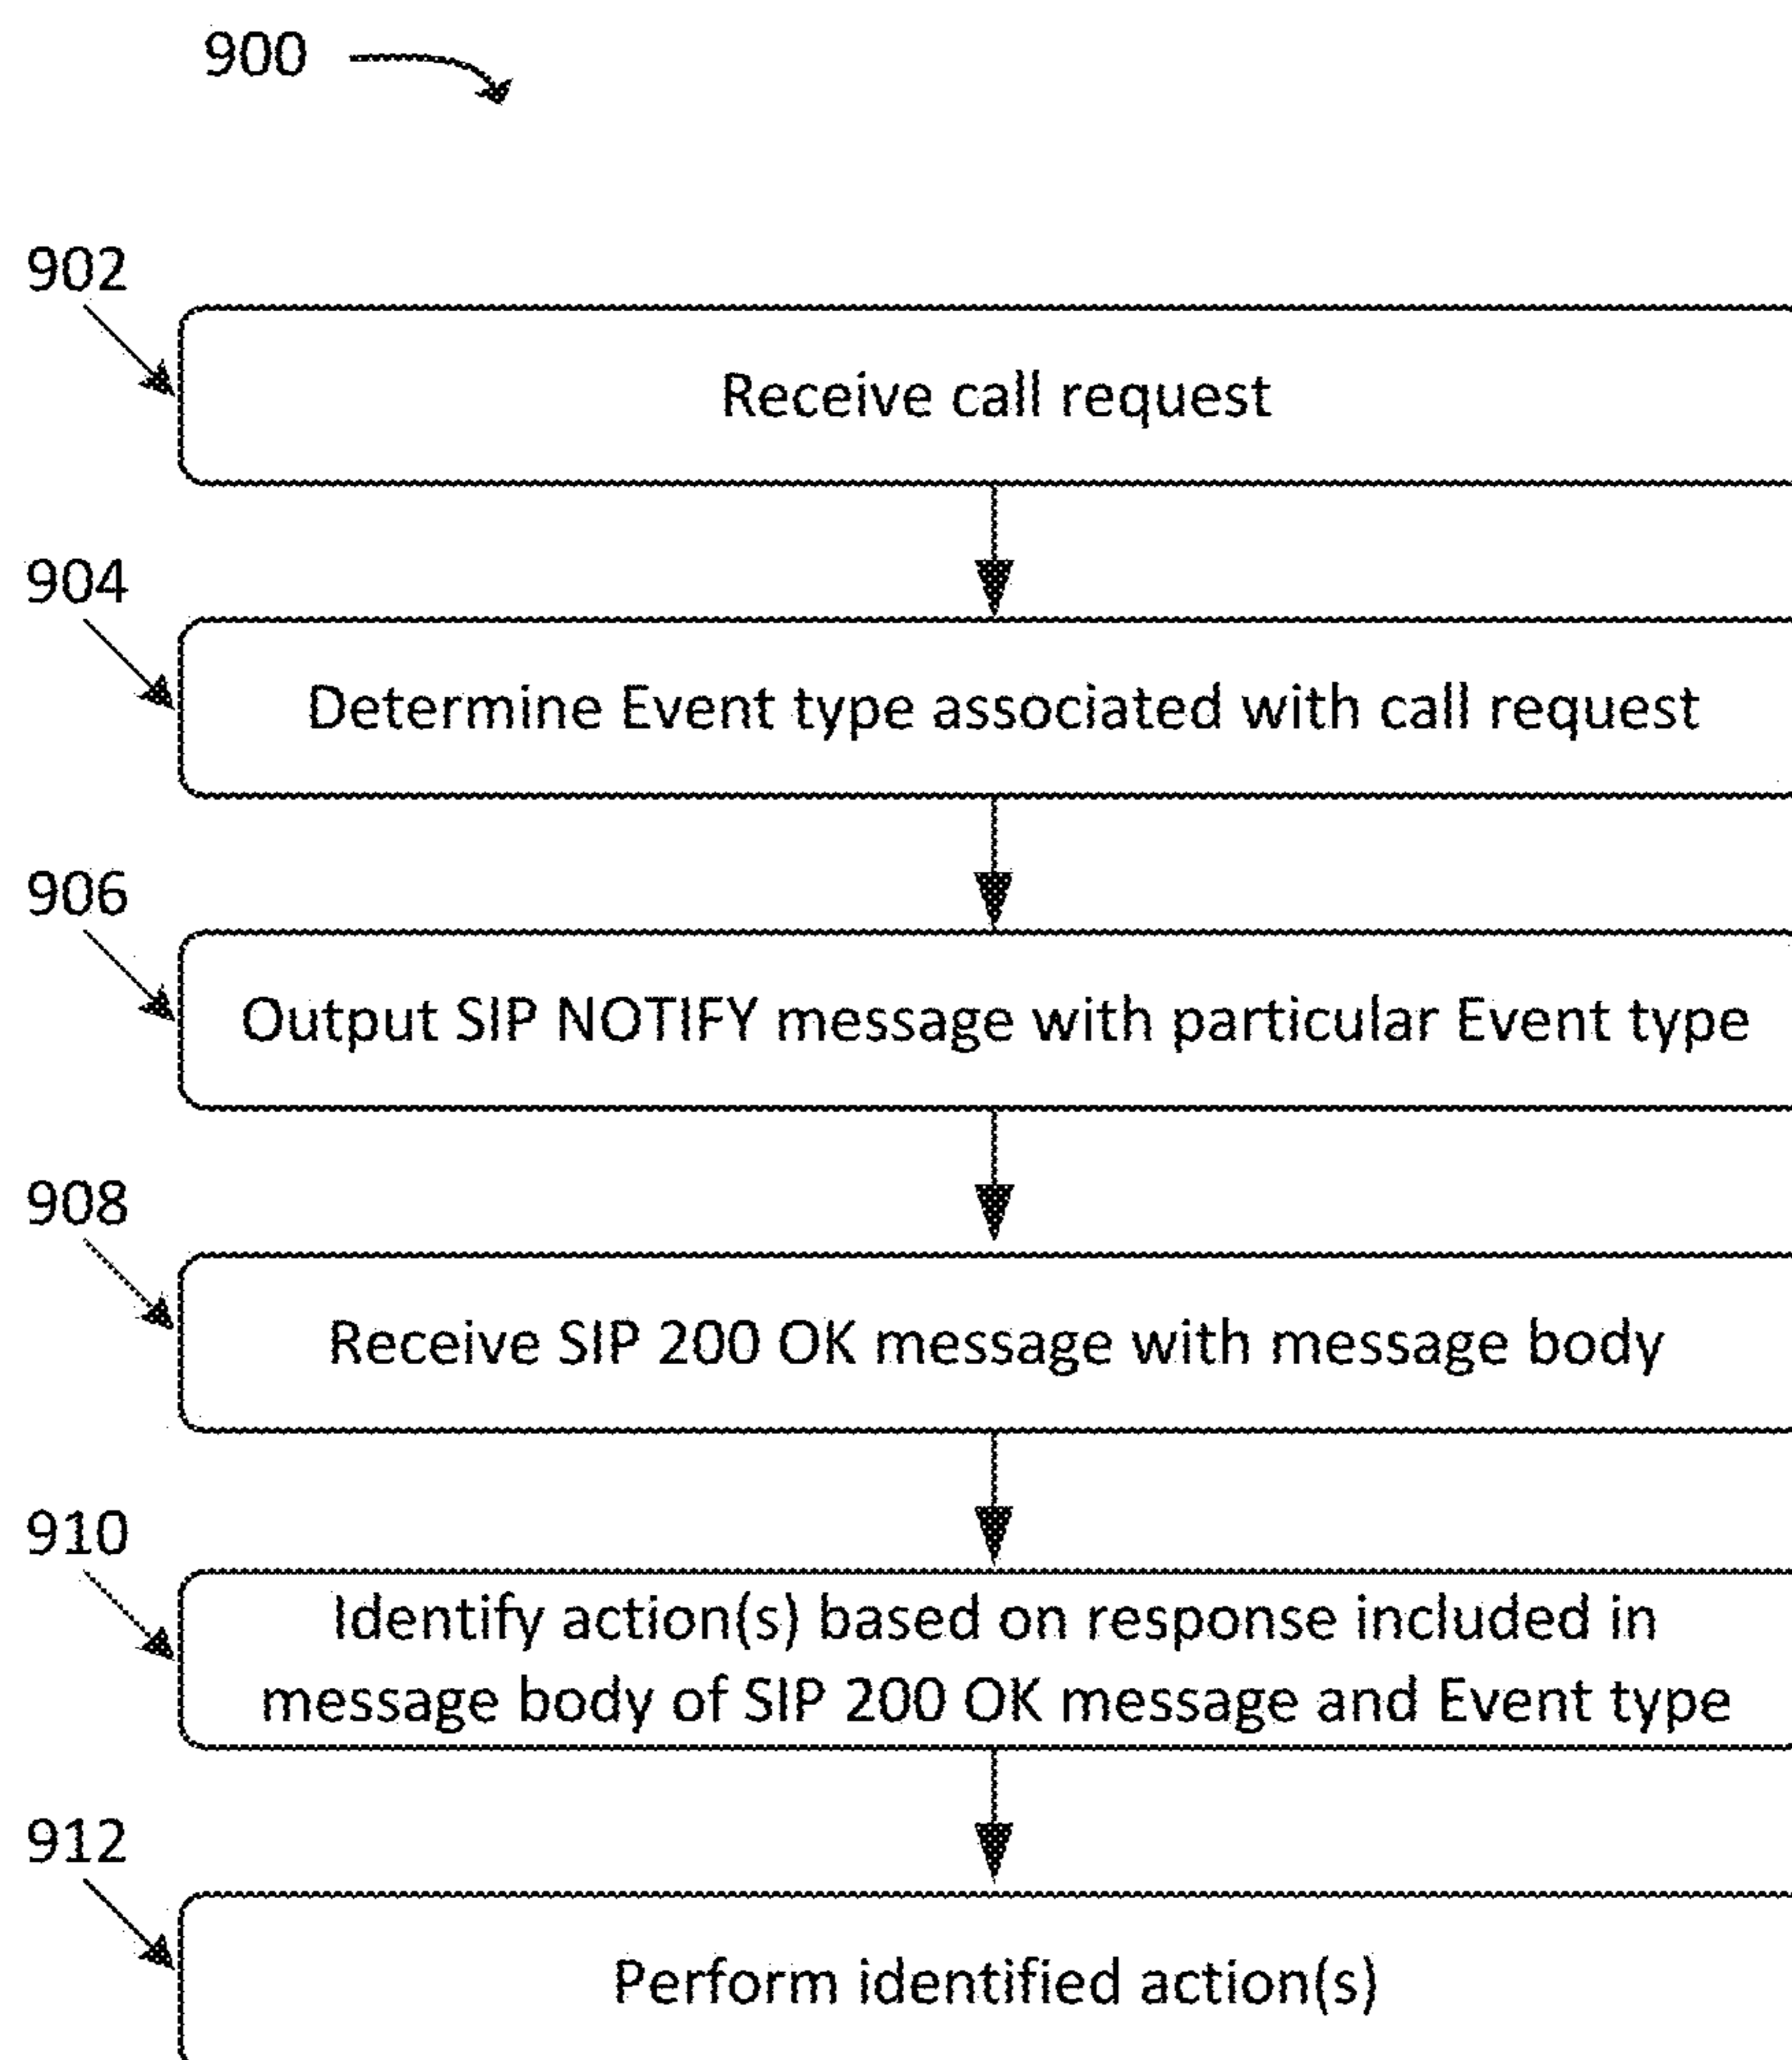 900
902
Receive call request
904
Determine Event type associated with call request
906
Output SIP NOTIFY message with particular Event type
908
Receive SIP 200 OK message with message body
910
Identify action(s) based on response included in
message body of SIP 200 OK message and Event type
912
Perform identified action(s)